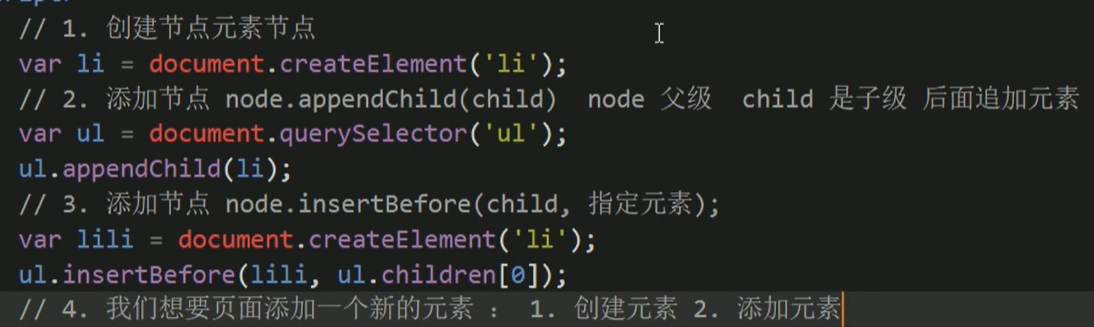 // 1. 创建节点元素节点
var li = document.createElement('li');
// 2. 添加节点 node.appendChild(child)  node 父级  child 是子级 后面追加元素
var ul = document.querySelector('ul');
ul.appendChild(li);
// 3. 添加节点 node.insertBefore(child, 指定元素);
var lili = document.createElement('li');
ul.insertBefore(lili, ul.children[0]);
// 4. 我们想要页面添加一个新的元素 ： 1. 创建元素 2. 添加元素